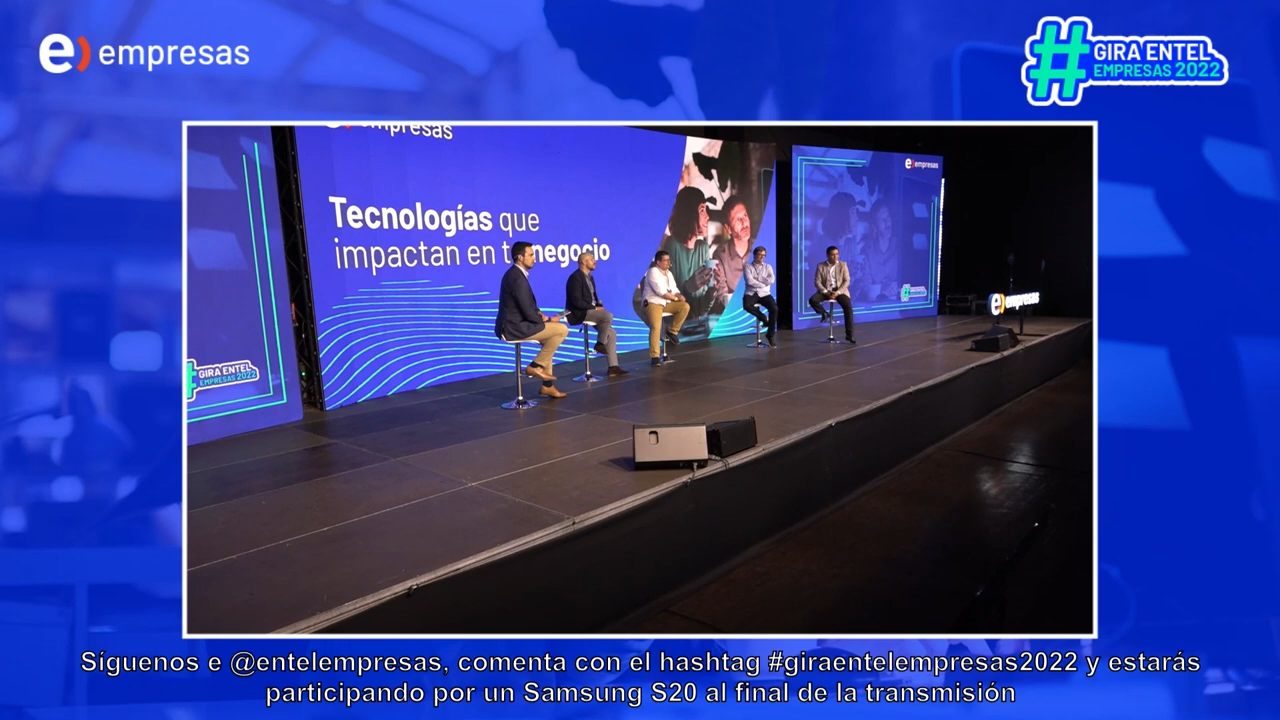 e) empresas
# GIRA ENTEL
EMPRESAS 2022
e) empresas
Tecnologías que
impactan en t negocio
e) empresas
# GIRA ENTEL
EMPRESAS 2022
e) empresas
Síguenos e @entelempresas, comenta con el hashtag #giraentelempresas2022 y estarás
participando por un Samsung S20 al final de la transmisión